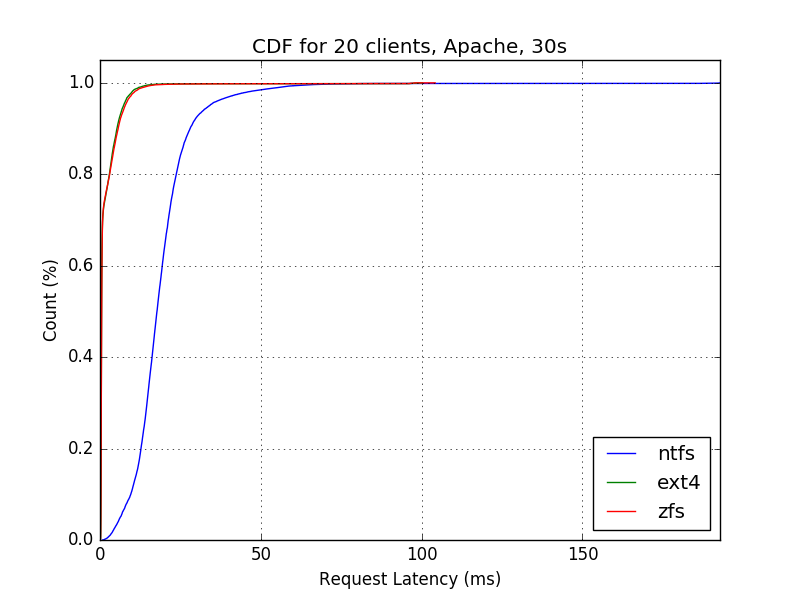 CDF for 20 clients, Apache, 30s
1.0
0.8
0.6
0.4
0.2
0.0
Count (%)
0 50 100 150
Request Latency (ms)
ntfs
ext4
zfs